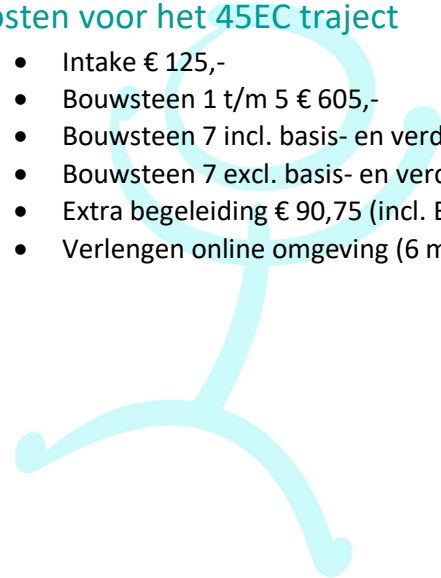 osten voor het 45EC traject
• Intake € 125,-
• Bouwsteen 1 t/m 5 € 605,-
• Bouwsteen 7 incl. basis- en verd
• Bouwsteen 7 excl. basis- en verd
• Extra begeleiding € 90,75 (incl.
• Verlengen online omgeving (6 m